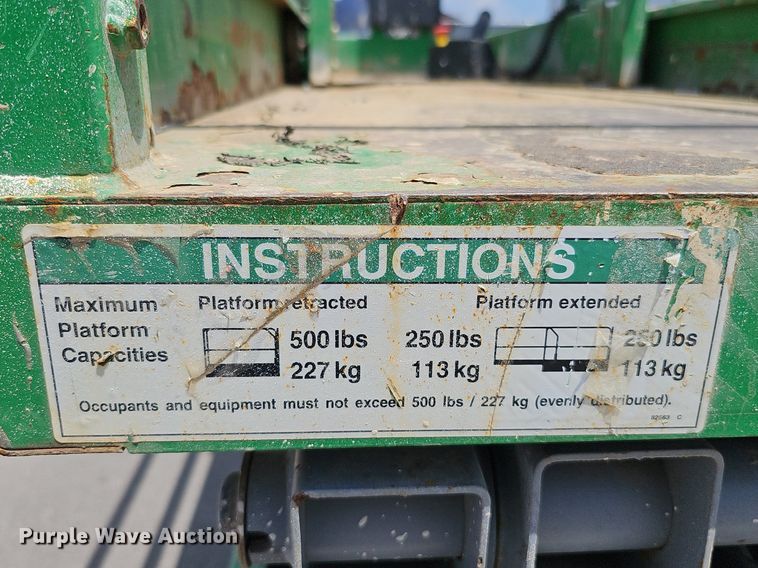 INSTRUCTIONS
Maximum Platform retracted Platform extended
Platform 500 lbs 250 lbs 250 lbs
Capacities 227 kg 113 kg 113 kg
Occupants and equipment must not exceed 500 lbs / 227 kg (evenly distributed).
82563 C
Purple Wave Auction